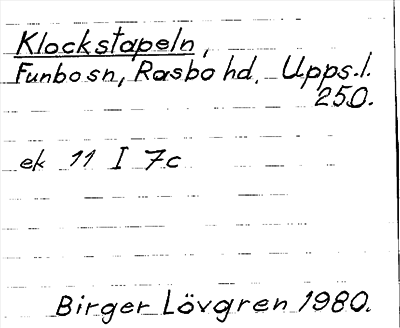 Klockstapeln,
Funbo sn, Rasbo hd. Upps.l.
250.
ek 11 I 7c
Birger Lövgren 1980.